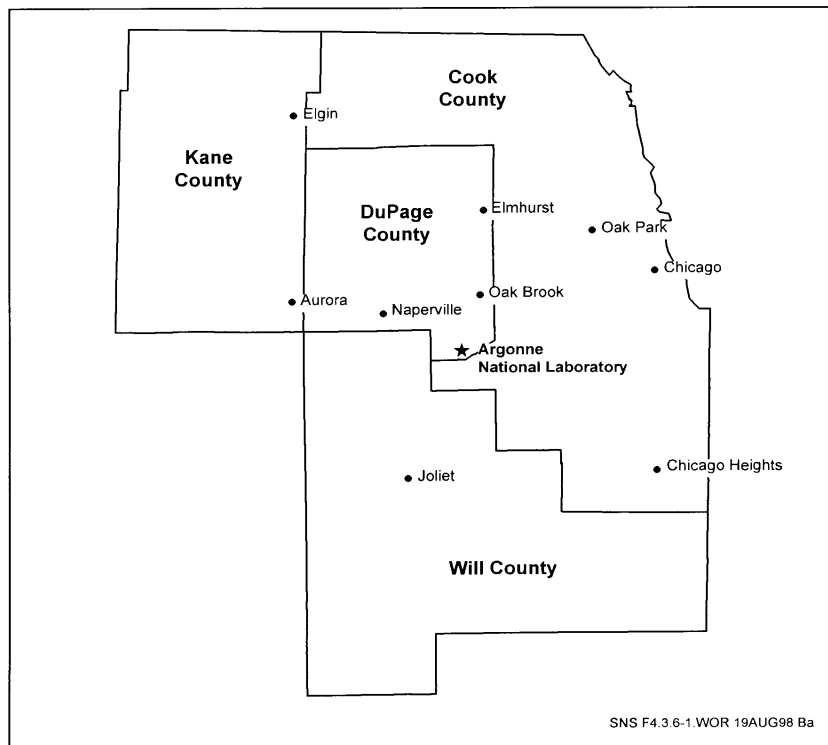 Cook
County
Elgin
Kane
County
DuPage
County
Elmhurst
Oak Park
Chicago
Aurora
Naperville
Oak Brook
Argonne
National Laboratory
Chicago Heights
Joliet
Will County
SNS F4.3.6-1.WOR 19AUG98 Ba